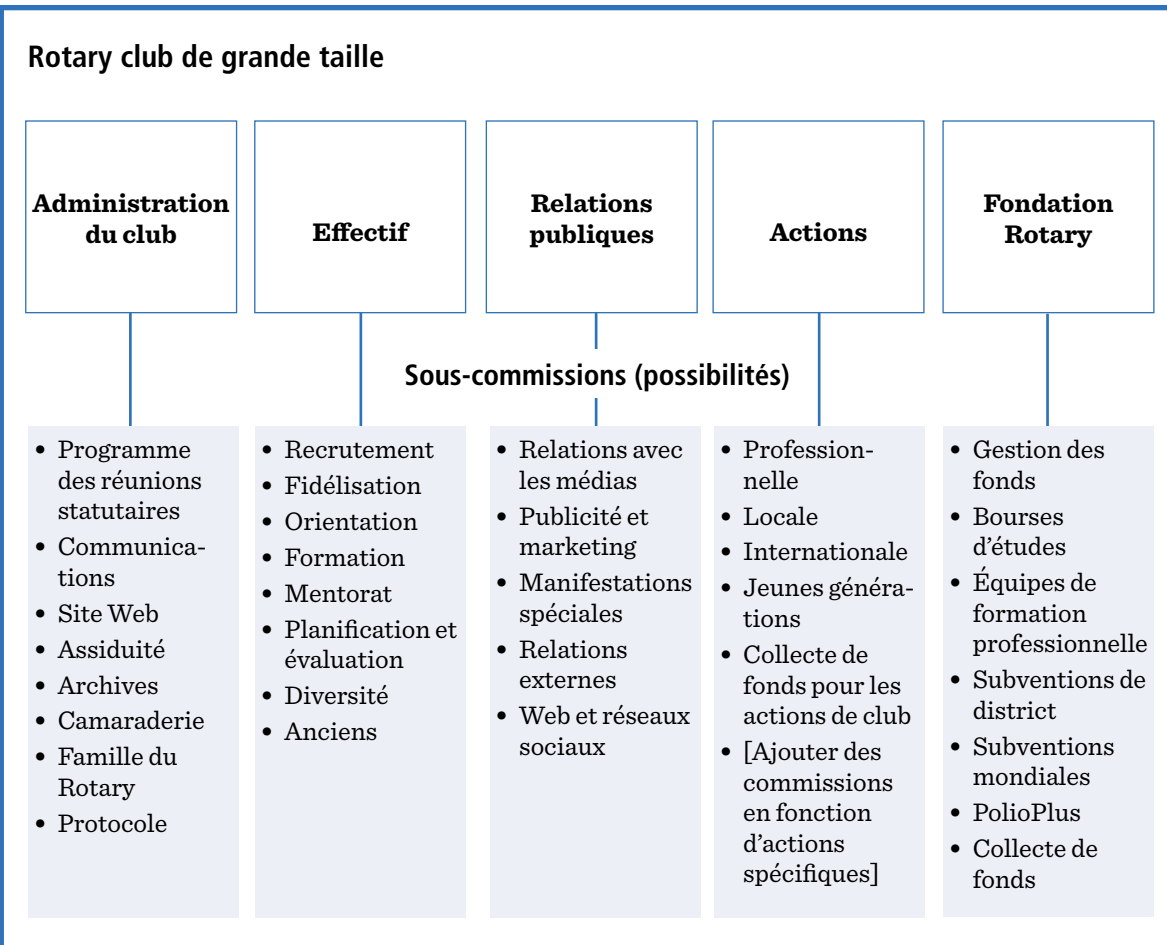 Rotary club de grande taille
Administration
du club
Effectif
Relations
publiques
Actions
Fondation
Rotary
Sous-commissions (possibilités)
• Programme
des réunions
statutaires
• Communica-
tions
• Site Web
• Assiduité
• Archives
• Camaraderie
• Famille du
Rotary
• Protocole
• Recrutement
• Fidélisation
• Orientation
• Formation
• Mentorat
• Planification et
évaluation
• Diversité
• Anciens
• Relations avec
les médias
• Publicité et
marketing
• Manifestations
spéciales
• Relations
externes
• Web et réseaux
sociaux
• Profession-
nelle
• Locale
• Internationale
• Jeunes généra-
tions
• Collecte de
fonds pour les
actions de club
• [Ajouter des
commissions
en fonction
d'actions
spécifiques]
• Gestion des
fonds
• Bourses
d'études
• Équipes de
formation
professionnelle
• Subventions de
district
• Subventions
mondiales
• PolioPlus
• Collecte de
fonds